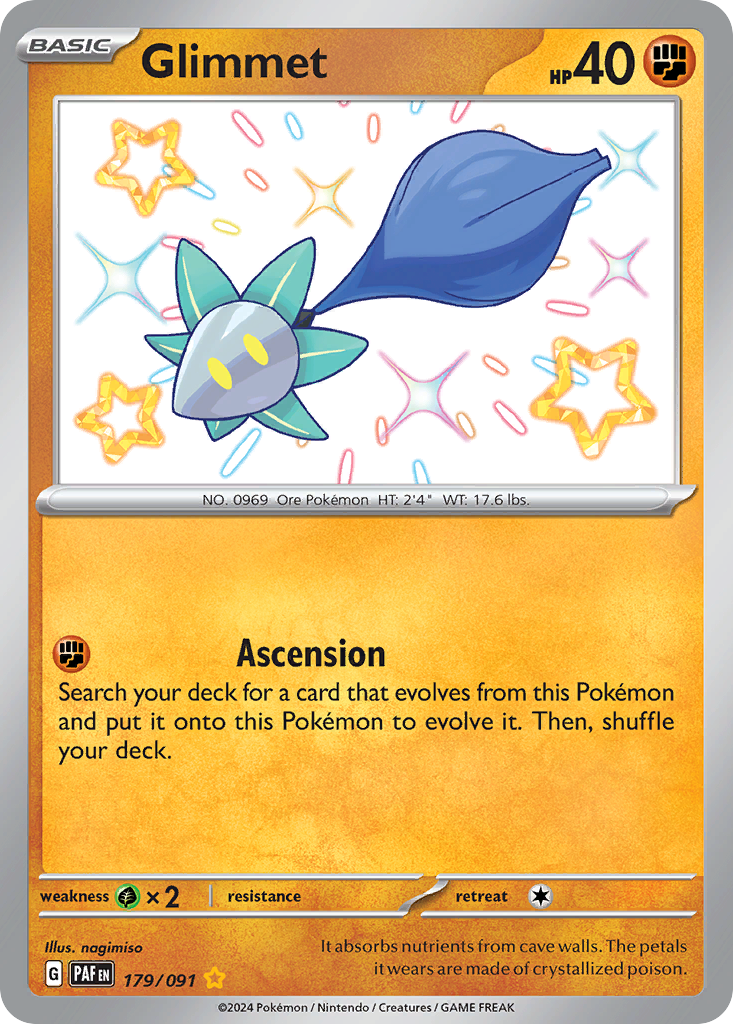 BASIC
Glimmet
HP40
NO. 0969 Ore Pokémon HT: 2'4" WT: 17.6 lbs.
Ascension
Search your deck for a card that evolves from this Pokémon
and put it onto this Pokémon to evolve it. Then, shuffle
your deck.
weakness ×2 resistance retreat
Illus. nagimiso
It absorbs nutrients from cave walls. The petals
it wears are made of crystallized poison.
G PAF EN 179/091
©2024 Pokémon / Nintendo / Creatures / GAME FREAK